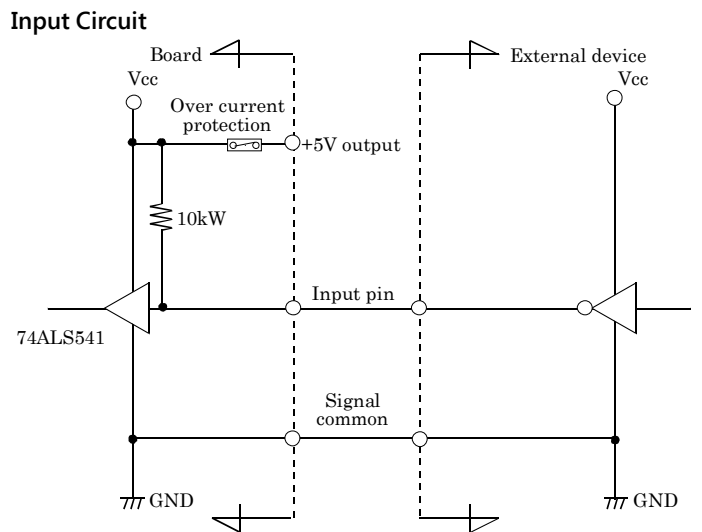 Input Circuit
Board
External device
Vcc
Vcc
Over current
protection
+5V output
10kW
Input pin
74ALS541
Signal
common
GND
GND